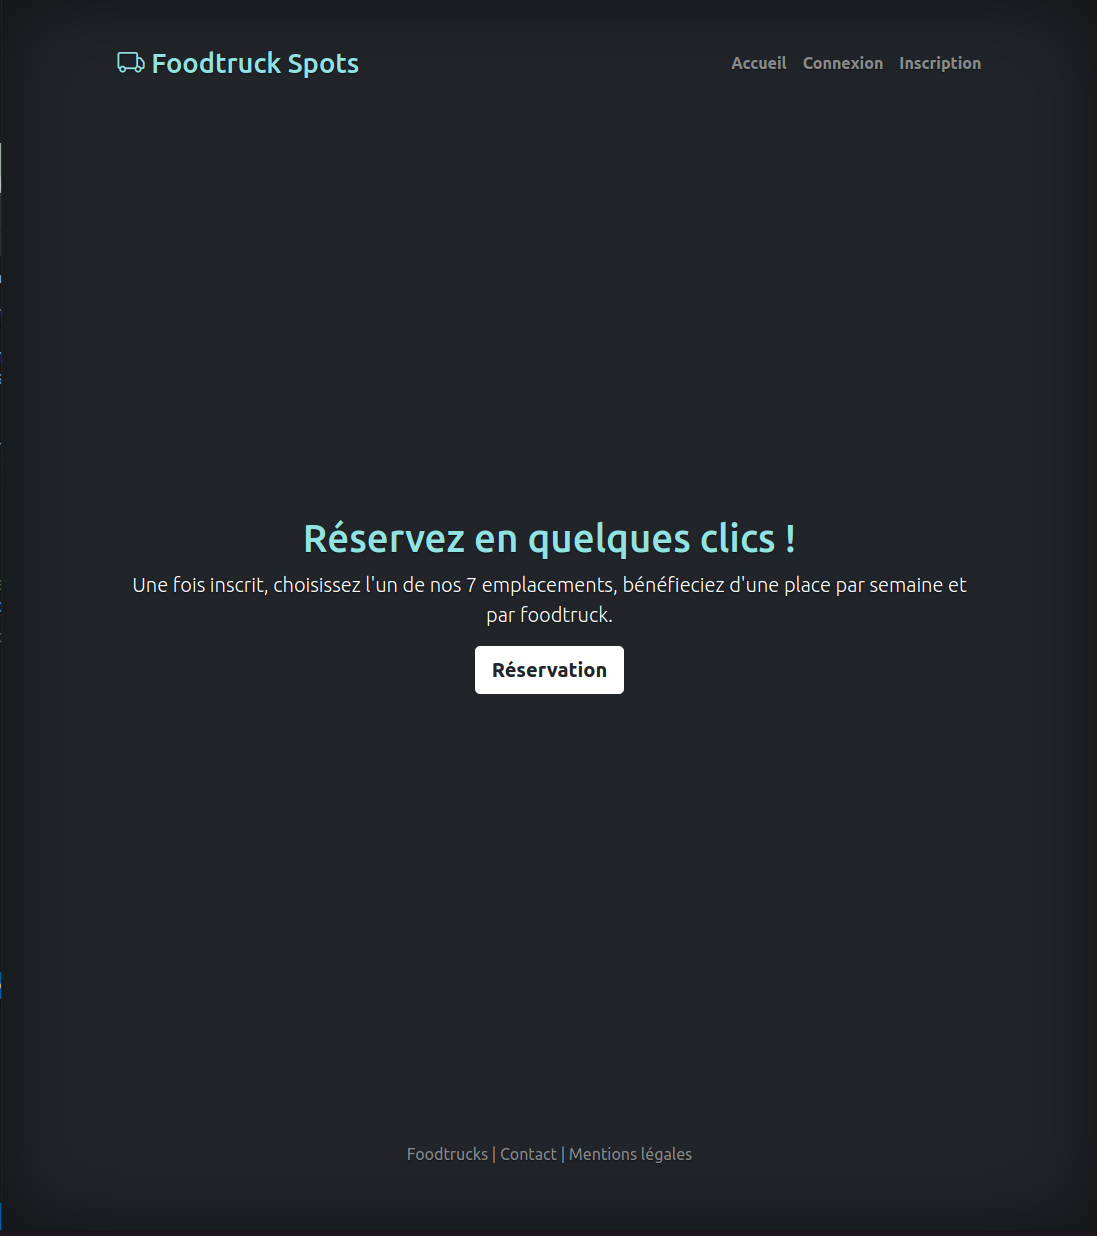 Foodtruck Spots
Accueil Connexion Inscription
Réservez en quelques clics !
Une fois inscrit, choisissez l'un de nos 7 emplacements, bénéfieciez d'une place par semaine et
par foodtruck.
Réservation
Foodtrucks | Contact | Mentions légales